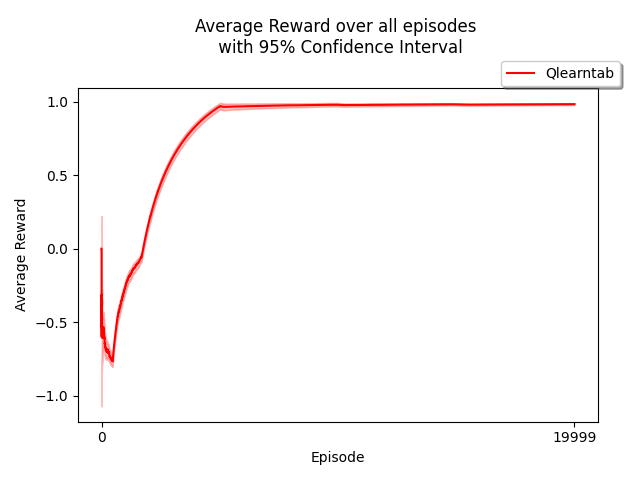 Average Reward over all episodes
with 95% Confidence Interval
Qlearntab
1.0
0.5
0.0
−0.5
−1.0
Average Reward
0
19999
Episode